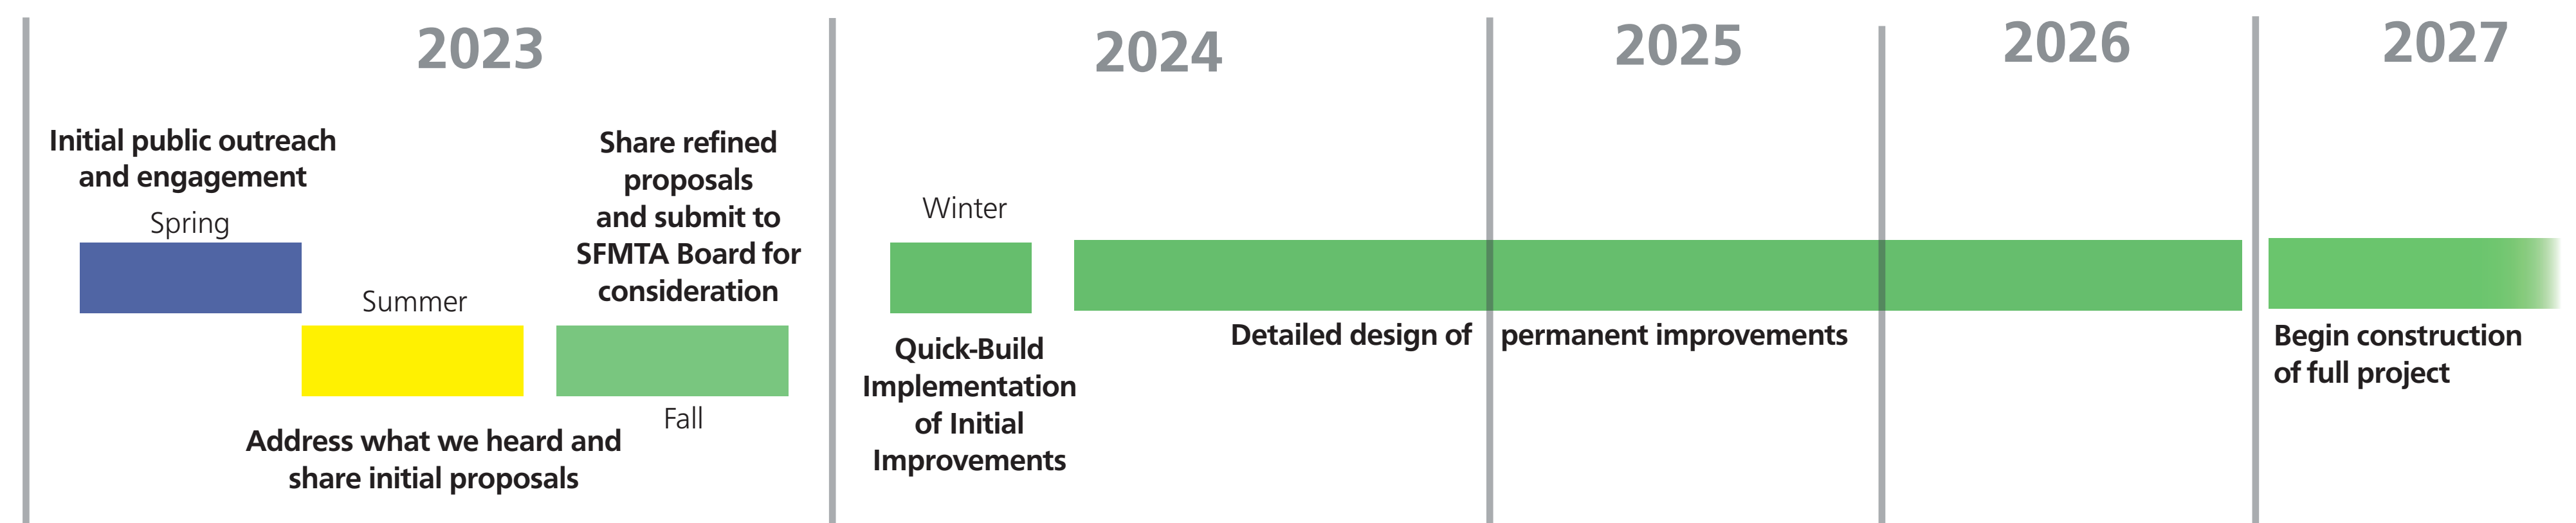 2023
2024
2025
2026
2027
Initial public outreach
and engagement
Spring
Summer
Address what we heard and
share initial proposals
Share refined
proposals
and submit to
SFMTA Board for
consideration
Fall
Winter
Quick-Build
Implementation
of Initial
Improvements
Detailed design of permanent improvements
Begin construction
of full project